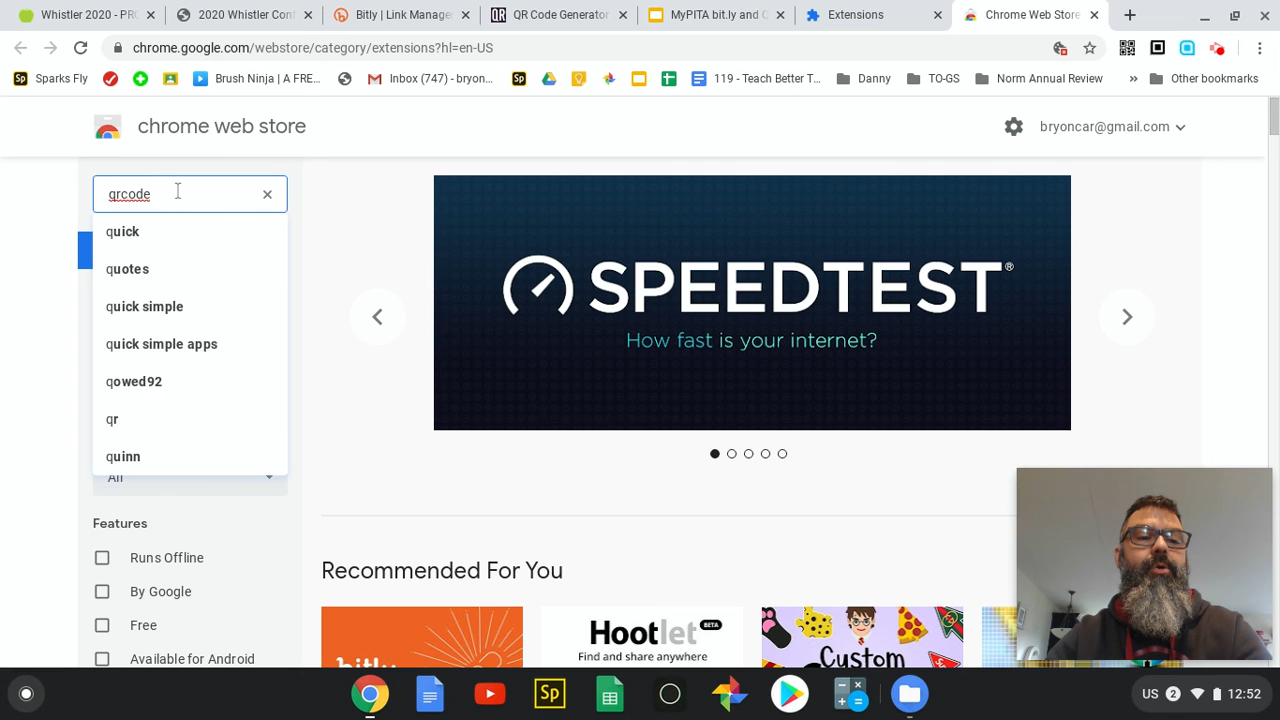 Whistler 2020 - PRO
2020 Whistler Conf
Bitly | Link Manage
QR Code Generator
MyPITA bit.ly and Q
Extensions
Chrome Web Store
chrome.google.com/webstore/category/extensions?hl=en-US
Sparks Fly
Brush Ninja | A FRE...
Inbox (747) - bryon...
119 - Teach Better T...
Danny
TO-GS
Norm Annual Review
Other bookmarks
chrome web store
bryoncar@gmail.com
qrcode
quick
quotes
quick simple
quick simple apps
qowed92
qr
quinn
All
Features
Runs Offline
By Google
Free
Available for Android
SPEEDTEST®
How fast is your internet?
Recommended For You
bitly
Hootlet BETA
Find and share anywhere
Custom
US 2 12:52